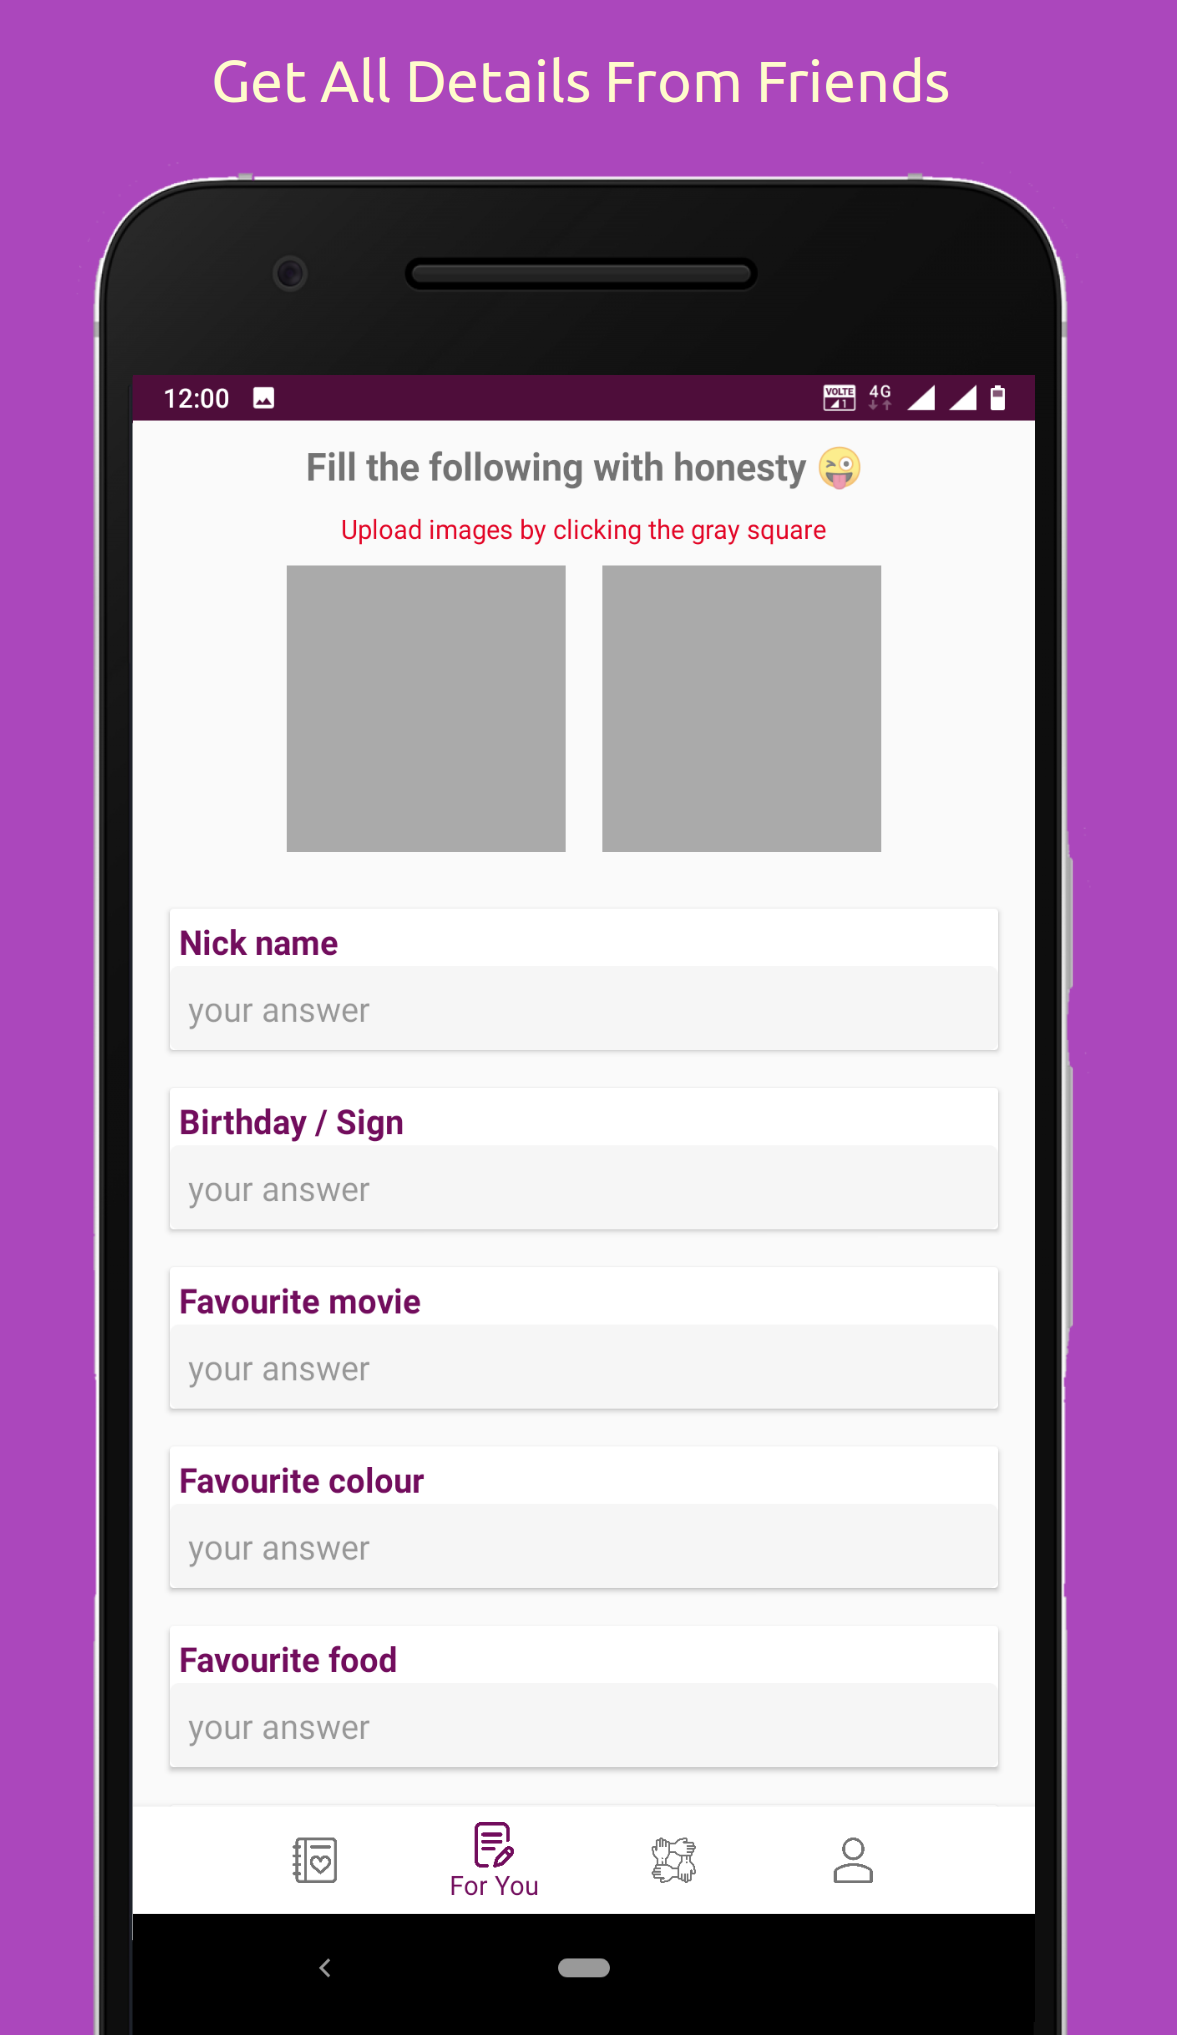 Get All Details From Friends
12:00
VOLTE 4G
1
Fill the following with honesty 😜
Upload images by clicking the gray square
Nick name
your answer
Birthday / Sign
your answer
Favourite movie
your answer
Favourite colour
your answer
Favourite food
your answer
For You